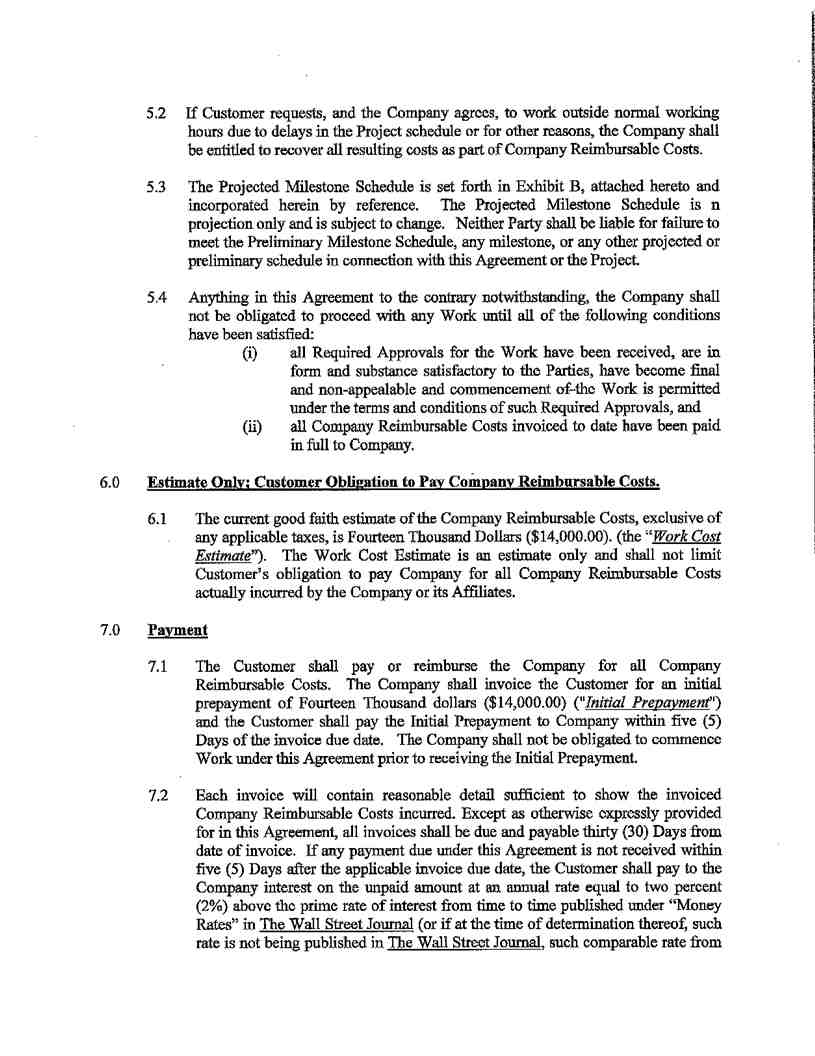 5.2 If Customer requests, and the Company agrees, to work outside normal working
hours due to delays in the Project schedule or for other reasons, the Company shall
be entitled to recover all resulting costs as part of Company Reimbursable Costs.
5.3 The Projected Milestone Schedule is set forth in Exhibit B, attached hereto and
incorporated herein by reference. The Projected Milestone Schedule is n
projection only and is subject to change. Neither Party shall be liable for failure to
meet the Preliminary Milestone Schedule, any milestone, or any other projected or
preliminary schedule in connection with this Agreement or the Project.
5.4 Anything in this Agreement to the contrary notwithstanding, the Company shall
not be obligated to proceed with any Work until all of the following conditions
have been satisfied:
(i) all Required Approvals for the Work have been received, are in
form and substance satisfactory to the Parties, have become final
and non-appealable and commencement of the Work is permitted
under the terms and conditions of such Required Approvals, and
(ii) all Company Reimbursable Costs invoiced to date have been paid
in full to Company.
6.0 Estimate Only; Customer Obligation to Pay Company Reimbursable Costs.
6.1 The current good faith estimate of the Company Reimbursable Costs, exclusive of
any applicable taxes, is Fourteen Thousand Dollars ($14,000.00). (the "Work Cost
Estimate"). The Work Cost Estimate is an estimate only and shall not limit
Customer's obligation to pay Company for all Company Reimbursable Costs
actually incurred by the Company or its Affiliates.
7.0 Payment
7.1 The Customer shall pay or reimburse the Company for all Company
Reimbursable Costs. The Company shall invoice the Customer for an initial
prepayment of Fourteen Thousand dollars ($14,000.00) ("Initial Prepayment")
and the Customer shall pay the Initial Prepayment to Company within five (5)
Days of the invoice due date. The Company shall not be obligated to commence
Work under this Agreement prior to receiving the Initial Prepayment.
7.2 Each invoice will contain reasonable detail sufficient to show the invoiced
Company Reimbursable Costs incurred. Except as otherwise expressly provided
for in this Agreement, all invoices shall be due and payable thirty (30) Days from
date of invoice. If any payment due under this Agreement is not received within
five (5) Days after the applicable invoice due date, the Customer shall pay to the
Company interest on the unpaid amount at an annual rate equal to two percent
(2%) above the prime rate of interest from time to time published under "Money
Rates" in The Wall Street Journal (or if at the time of determination thereof, such
rate is not being published in The Wall Street Journal, such comparable rate from